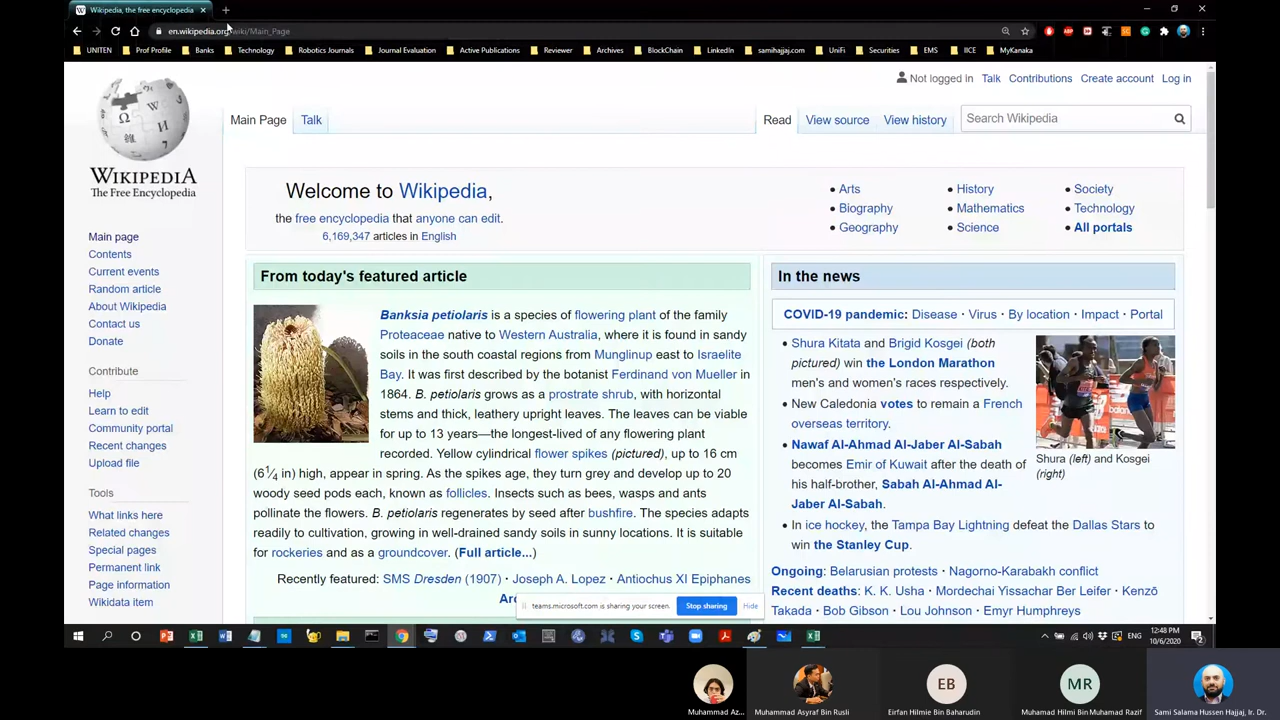 Wikipedia, the free encyclopedia
en.wikipedia.org/wiki/Main_Page
UNITEN
Prof Profile
Banks
Technology
Robotics Journals
Journal Evaluation
Active Publications
Reviewer
Archives
BlockChain
LinkedIn
samihajjaj.com
UniFi
Securities
EMS
IICE
MyKanaka
WIKIPEDIA
The Free Encyclopedia
Not logged in Talk Contributions Create account Log in
Main Page Talk
Read View source View history
Search Wikipedia
Main page
Contents
Current events
Random article
About Wikipedia
Contact us
Donate
Contribute
Help
Learn to edit
Community portal
Recent changes
Upload file
Tools
What links here
Related changes
Special pages
Permanent link
Page information
Wikidata item
Welcome to Wikipedia,
the free encyclopedia that anyone can edit.
6,169,347 articles in English
• Arts
• Biography
• Geography
• History
• Mathematics
• Science
• Society
• Technology
• All portals
From today's featured article
Banksia petiolaris is a species of flowering plant of the family
Proteaceae native to Western Australia, where it is found in sandy
soils in the south coastal regions from Munglinup east to Israelite
Bay. It was first described by the botanist Ferdinand von Mueller in
1864. B. petiolaris grows as a prostrate shrub, with horizontal
stems and thick, leathery upright leaves. The leaves can be viable
for up to 13 years—the longest-lived of any flowering plant
recorded. Yellow cylindrical flower spikes (pictured), up to 16 cm
(6 1/4 in) high, appear in spring. As the spikes age, they turn grey and develop up to 20
woody seed pods each, known as follicles. Insects such as bees, wasps and ants
pollinate the flowers. B. petiolaris regenerates by seed after bushfire. The species adapts
readily to cultivation, growing in well-drained sandy soils in sunny locations. It is suitable
for rockeries and as a groundcover. (Full article...)
Recently featured: SMS Dresden (1907) · Joseph A. Lopez · Antiochus XI Epiphanes
In the news
COVID-19 pandemic: Disease · Virus · By location · Impact · Portal
• Shura Kitata and Brigid Kosgei (both
pictured) win the London Marathon
men's and women's races respectively.
• New Caledonia votes to remain a French
overseas territory.
• Nawaf Al-Ahmad Al-Jaber Al-Sabah
becomes Emir of Kuwait after the death of
his half-brother, Sabah Al-Ahmad Al-
Jaber Al-Sabah.
• In ice hockey, the Tampa Bay Lightning defeat the Dallas Stars to
win the Stanley Cup.
Shura (left) and Kosgei
(right)
Ongoing: Belarusian protests · Nagorno-Karabakh conflict
Recent deaths: K. K. Usha · Mordechai Yissachar Ber Leifer · Kenzō
Takada · Bob Gibson · Lou Johnson · Emyr Humphreys
teams.microsoft.com is sharing your screen. Stop sharing Hide
ENG
12:48 PM
10/6/2020
EB
MR
Muhammad Az...
Muhammad Asyraf Bin Rusli
Eirfan Hilmie Bin Baharudin
Muhamad Hilmi Bin Muhamad Razif
Sami Salama Hussen Hajjaj, Ir. Dr.